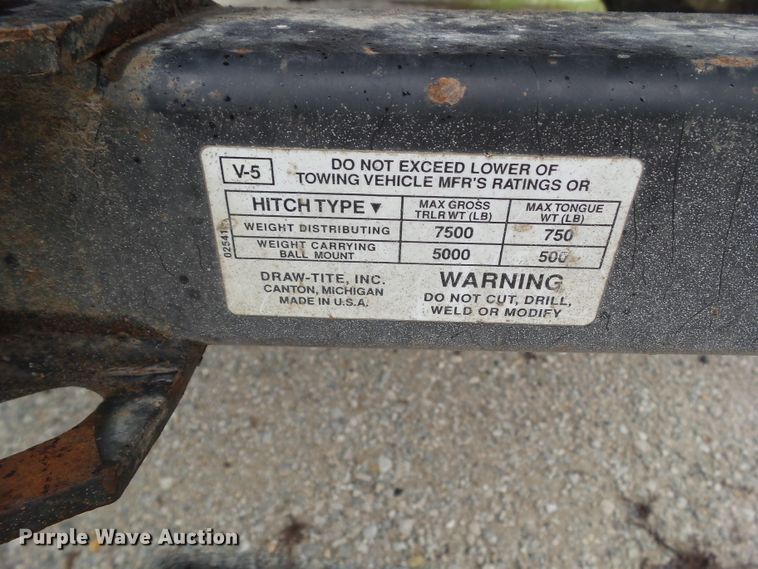 V-5
DO NOT EXCEED LOWER OF
TOWING VEHICLE MFR'S RATINGS OR
HITCH TYPE ▼
MAX GROSS
TRLR WT (LB)
MAX TONGUE
WT (LB)
WEIGHT DISTRIBUTING
7500
750
WEIGHT CARRYING
BALL MOUNT
5000
500
DRAW-TITE, INC.
CANTON, MICHIGAN
MADE IN U.S.A.
WARNING
DO NOT CUT, DRILL,
WELD OR MODIFY
Purple Wave Auction